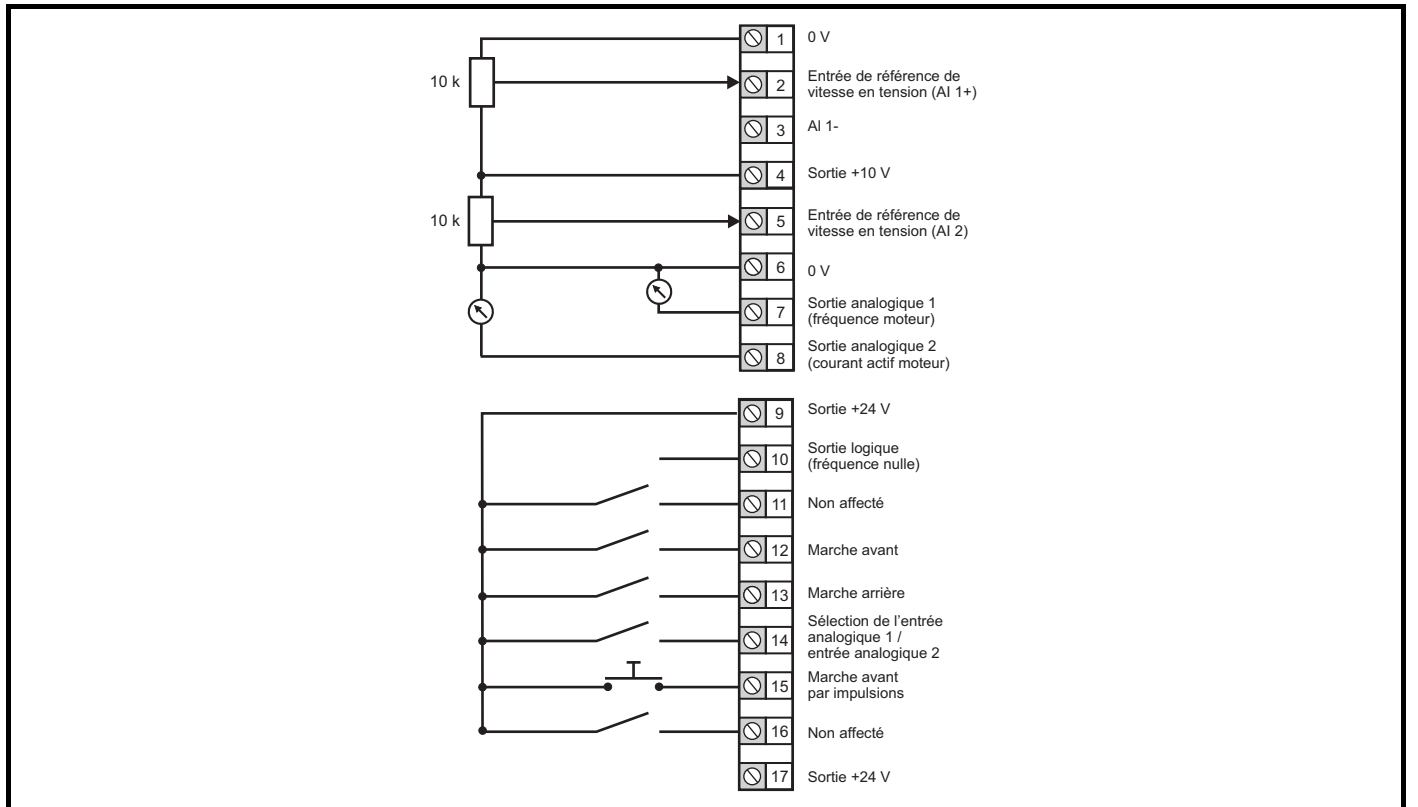 1 0 V
10 k
2 Entrée de référence de
vitesse en tension (AI 1+)
3 AI 1-
4 Sortie +10 V
10 k
5 Entrée de référence de
vitesse en tension (AI 2)
6 0 V
7 Sortie analogique 1
(fréquence moteur)
8 Sortie analogique 2
(courant actif moteur)
9 Sortie +24 V
10 Sortie logique
(fréquence nulle)
11 Non affecté
12 Marche avant
13 Marche arrière
14 Sélection de l’entrée
analogique 1 /
entrée analogique 2
15 Marche avant
par impulsions
16 Non affecté
17 Sortie +24 V